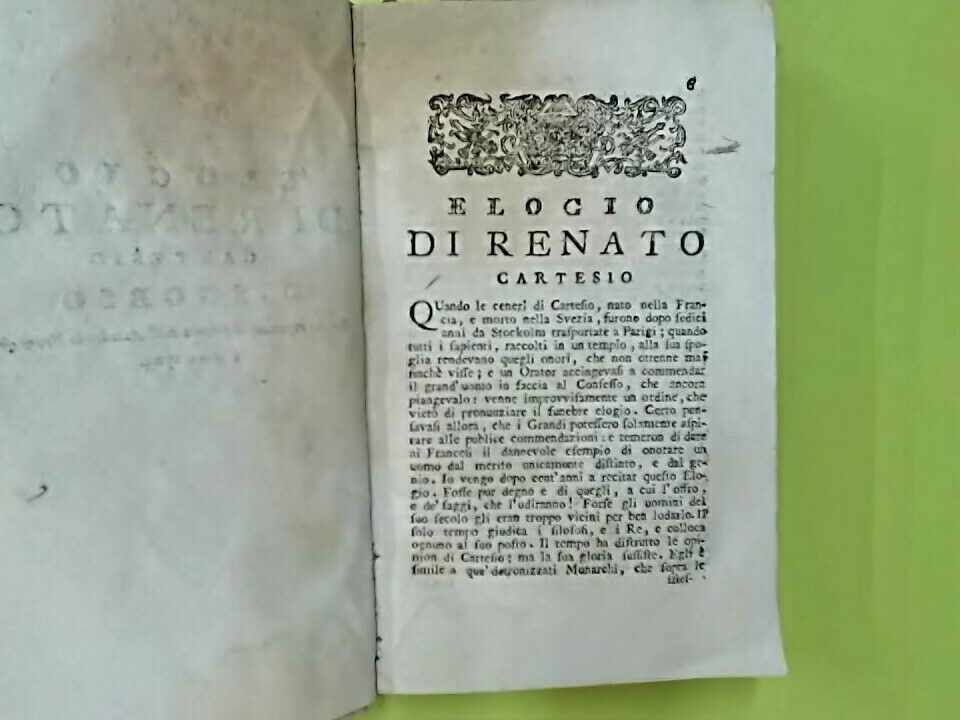 ELOGIO
DI RENATO
CARTESIO
QUando le ceneri di Cartesio, nato nella Fran-
cia, e morto nella Svezia, furono dopo sedici
anni da Stockolm trasportate a Parigi; quando
tutti i sapienti, raccolti in un tempio, alla sua spo-
glia rendevano quegli onori, che non ottenne mai
finchè visse; e un Orator accingevasi a commendar
il grand'uomo in faccia al Consesso, che ancora
piangevalo: venne improvvisamente un ordine, che
vietò di pronunziare il funebre elogio. Certo pen-
savasi allora, che i Grandi potessero solamente aspi-
rare alle publice commendazioni: e temeron di dare
ai Francesi il dannevole esempio di onorare un
uomo dal merito unicamente distinto, e dal ge-
nio. Io vengo dopo cent'anni a recitar questo Elo-
gio. Fosse pur degno e di quegli, a cui l'offro,
e de' saggi, che l'udiranno! Forse gli uomini del
suo secolo gli eran troppo vicini per ben lodarlo. Il
solo tempo giudica i filosofi, e i Re, e colloca
ognuno al suo posto. Il tempo ha distrutto le opi-
nion di Cartesio; ma la sua gloria sussiste. Egli è
simile a que' detronizzati Monarchi, che sopra le
stes-
DI RENATO
CARTESIO